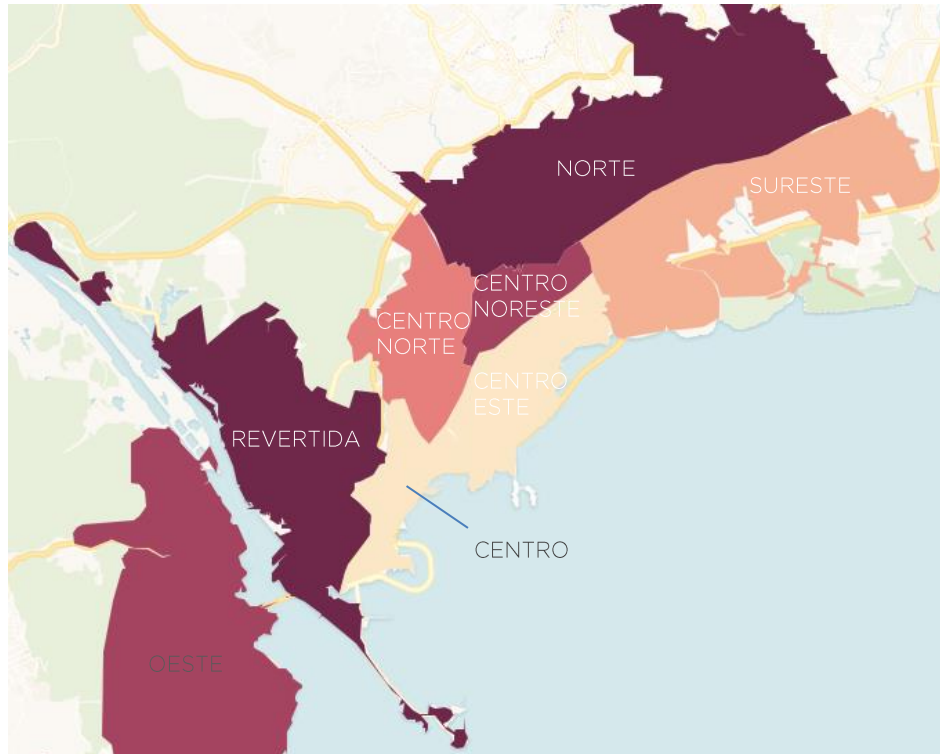 NORTE
SURESTE
CENTRO
NORESTE
CENTRO
NORTE
CENTRO
ESTE
REVERTIDA
CENTRO
OESTE